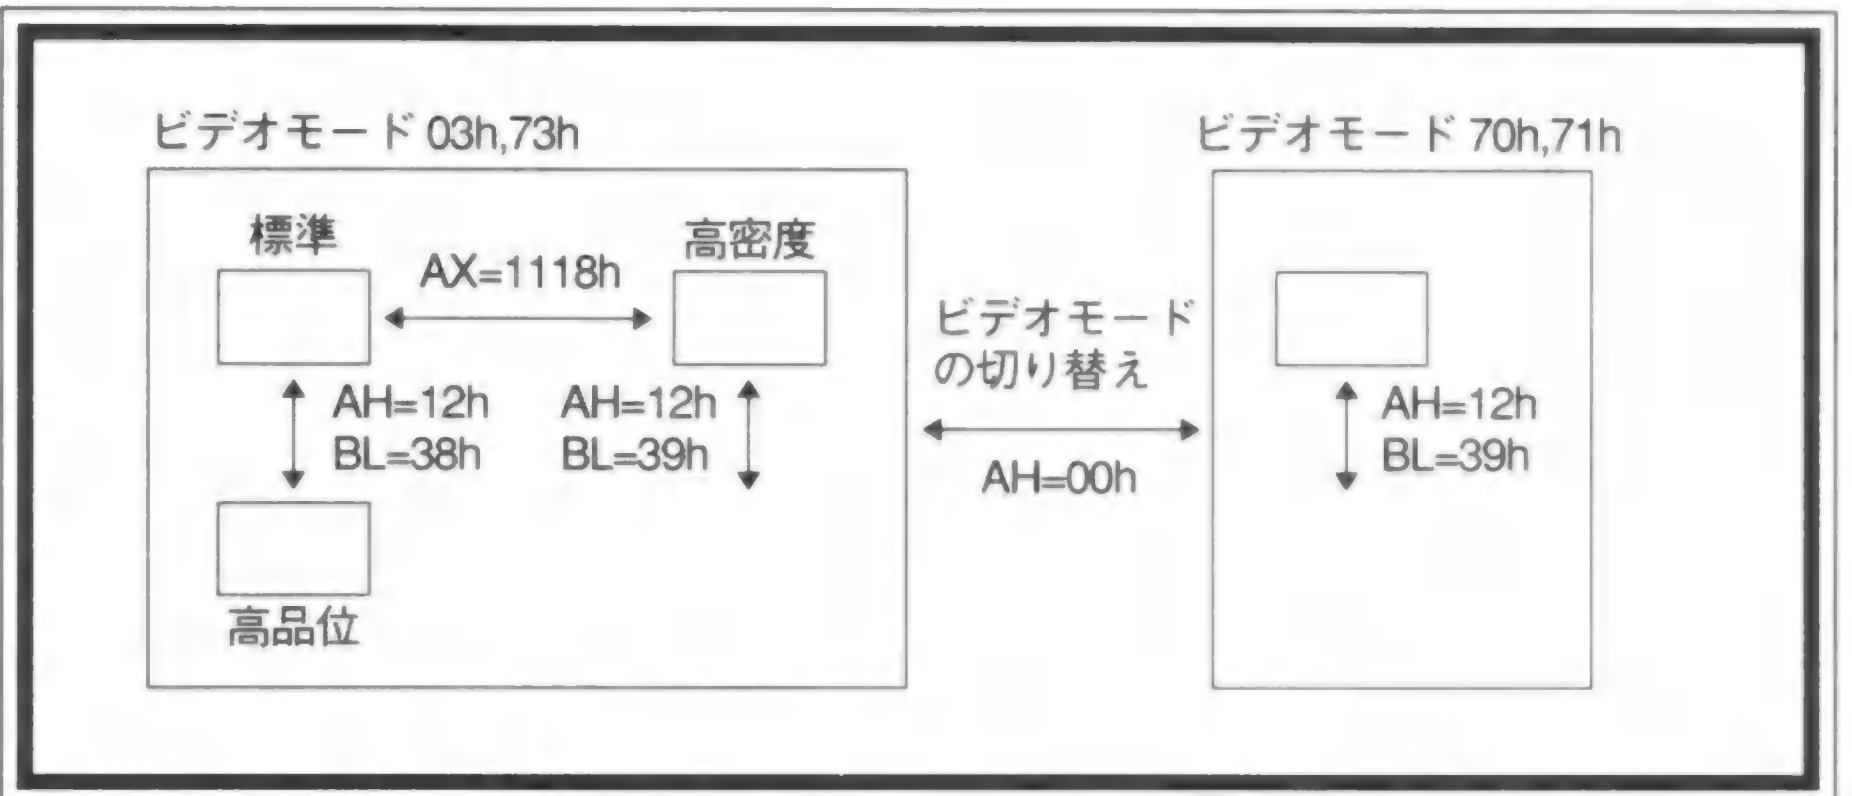 ビデオモード 03h,73h
標準
AX=1118h
高密度
AH=12h
BL=38h
AH=12h
BL=39h
高品位
ビデオモード
の切り替え
AH=00h
ビデオモード 70h,71h
AH=12h
BL=39h